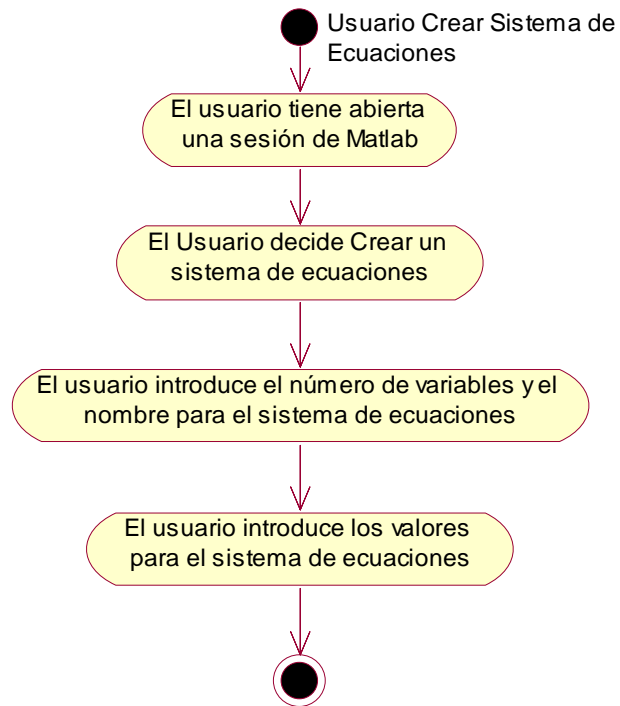 Usuario Crear Sistema de
Ecuaciones
El usuario tiene abierta
una sesión de Matlab
El Usuario decide Crear un
sistema de ecuaciones
El usuario introduce el número de variables y el
nombre para el sistema de ecuaciones
El usuario introduce los valores
para el sistema de ecuaciones